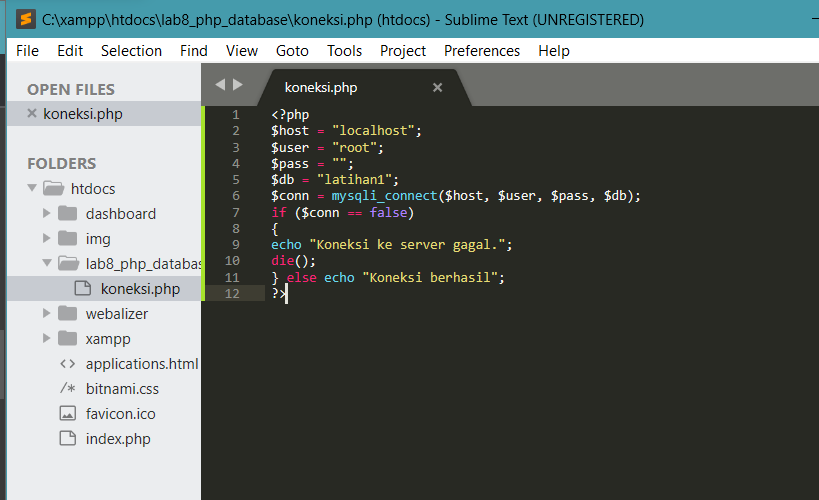 C:\xampp\htdocs\lab8_php_database\koneksi.php (htdocs) - Sublime Text (UNREGISTERED)
File Edit Selection Find View Goto Tools Project Preferences Help
OPEN FILES
koneksi.php
FOLDERS
htdocs
dashboard
img
lab8_php_databas
koneksi.php
webalizer
xampp
applications.html
/* bitnami.css
favicon.ico
index.php
koneksi.php
1 <?php
2 $host = "localhost";
3 $user = "root";
4 $pass = "";
5 $db = "latihan1";
6 $conn = mysqli_connect($host, $user, $pass, $db);
7 if ($conn == false)
8 {
9 echo "Koneksi ke server gagal.";
10 die();
11 } else echo "Koneksi berhasil";
12 ?>